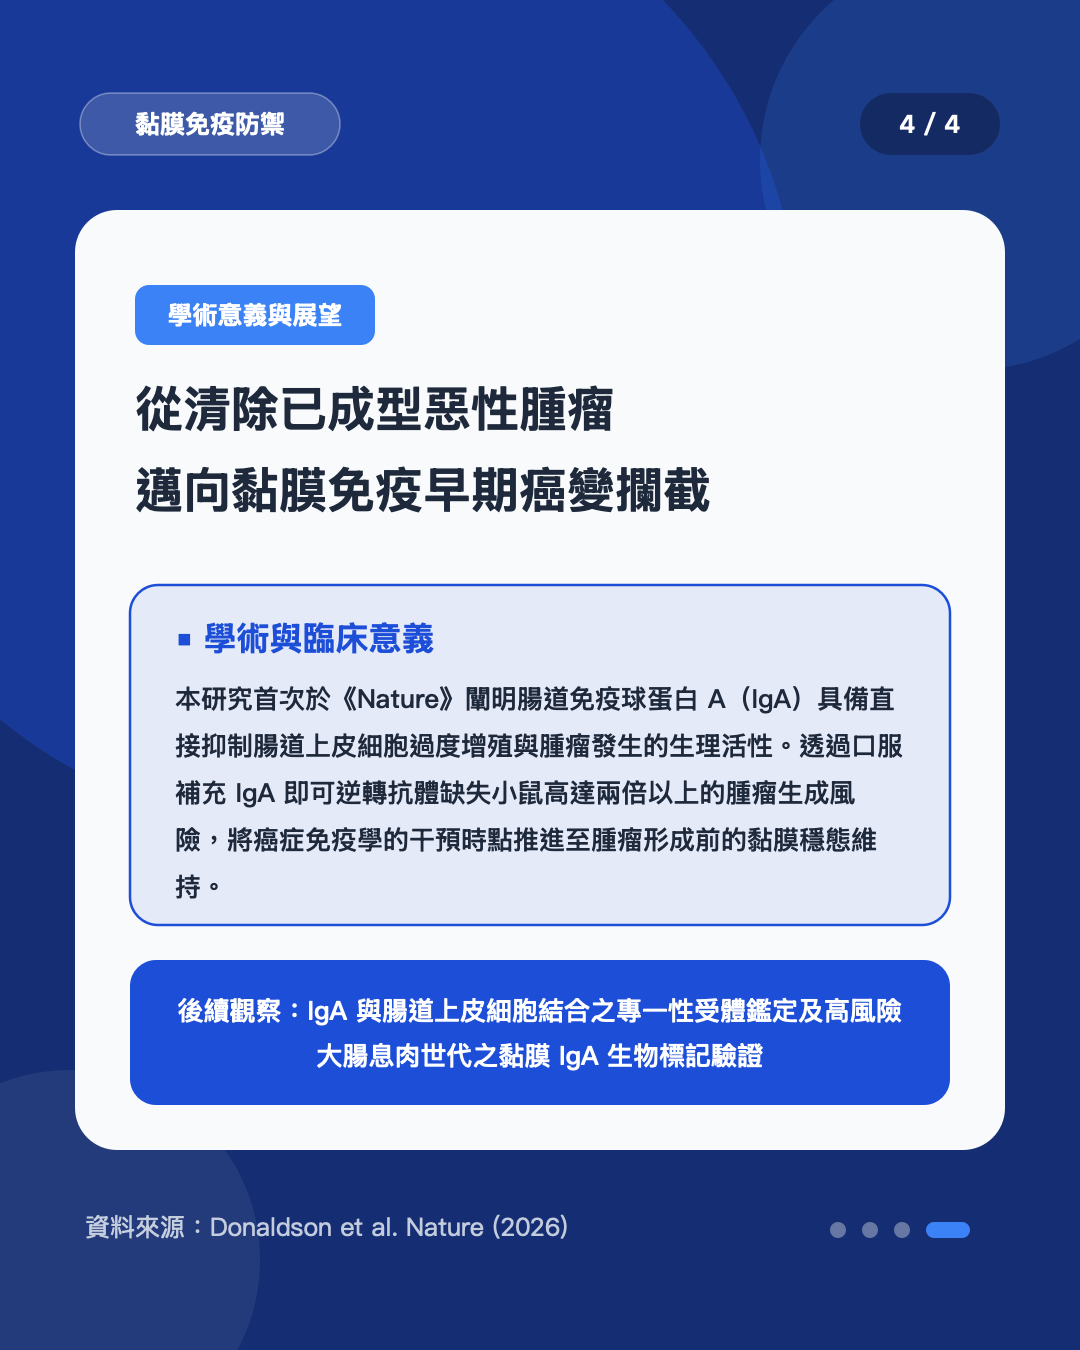 黏膜免疫防禦
4 / 4
學術意義與展望
從清除已成型惡性腫瘤
邁向黏膜免疫早期癌變攔截
▪ 學術與臨床意義
本研究首次於《Nature》闡明腸道免疫球蛋白 A（IgA）具備直
接抑制腸道上皮細胞過度增殖與腫瘤發生的生理活性。透過口服
補充 IgA 即可逆轉抗體缺失小鼠高達兩倍以上的腫瘤生成風
險，將癌症免疫學的干預時點推進至腫瘤形成前的黏膜穩態維
持。
後續觀察：IgA 與腸道上皮細胞結合之專一性受體鑑定及高風險
大腸息肉世代之黏膜 IgA 生物標記驗證
資料來源：Donaldson et al. Nature (2026)